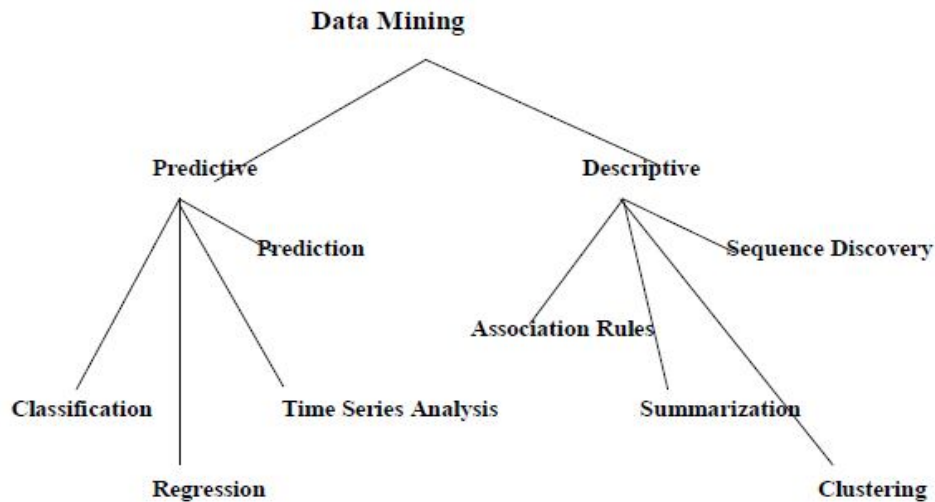 Data Mining
Predictive
Descriptive
Prediction
Sequence Discovery
Association Rules
Classification
Time Series Analysis
Summarization
Regression
Clustering